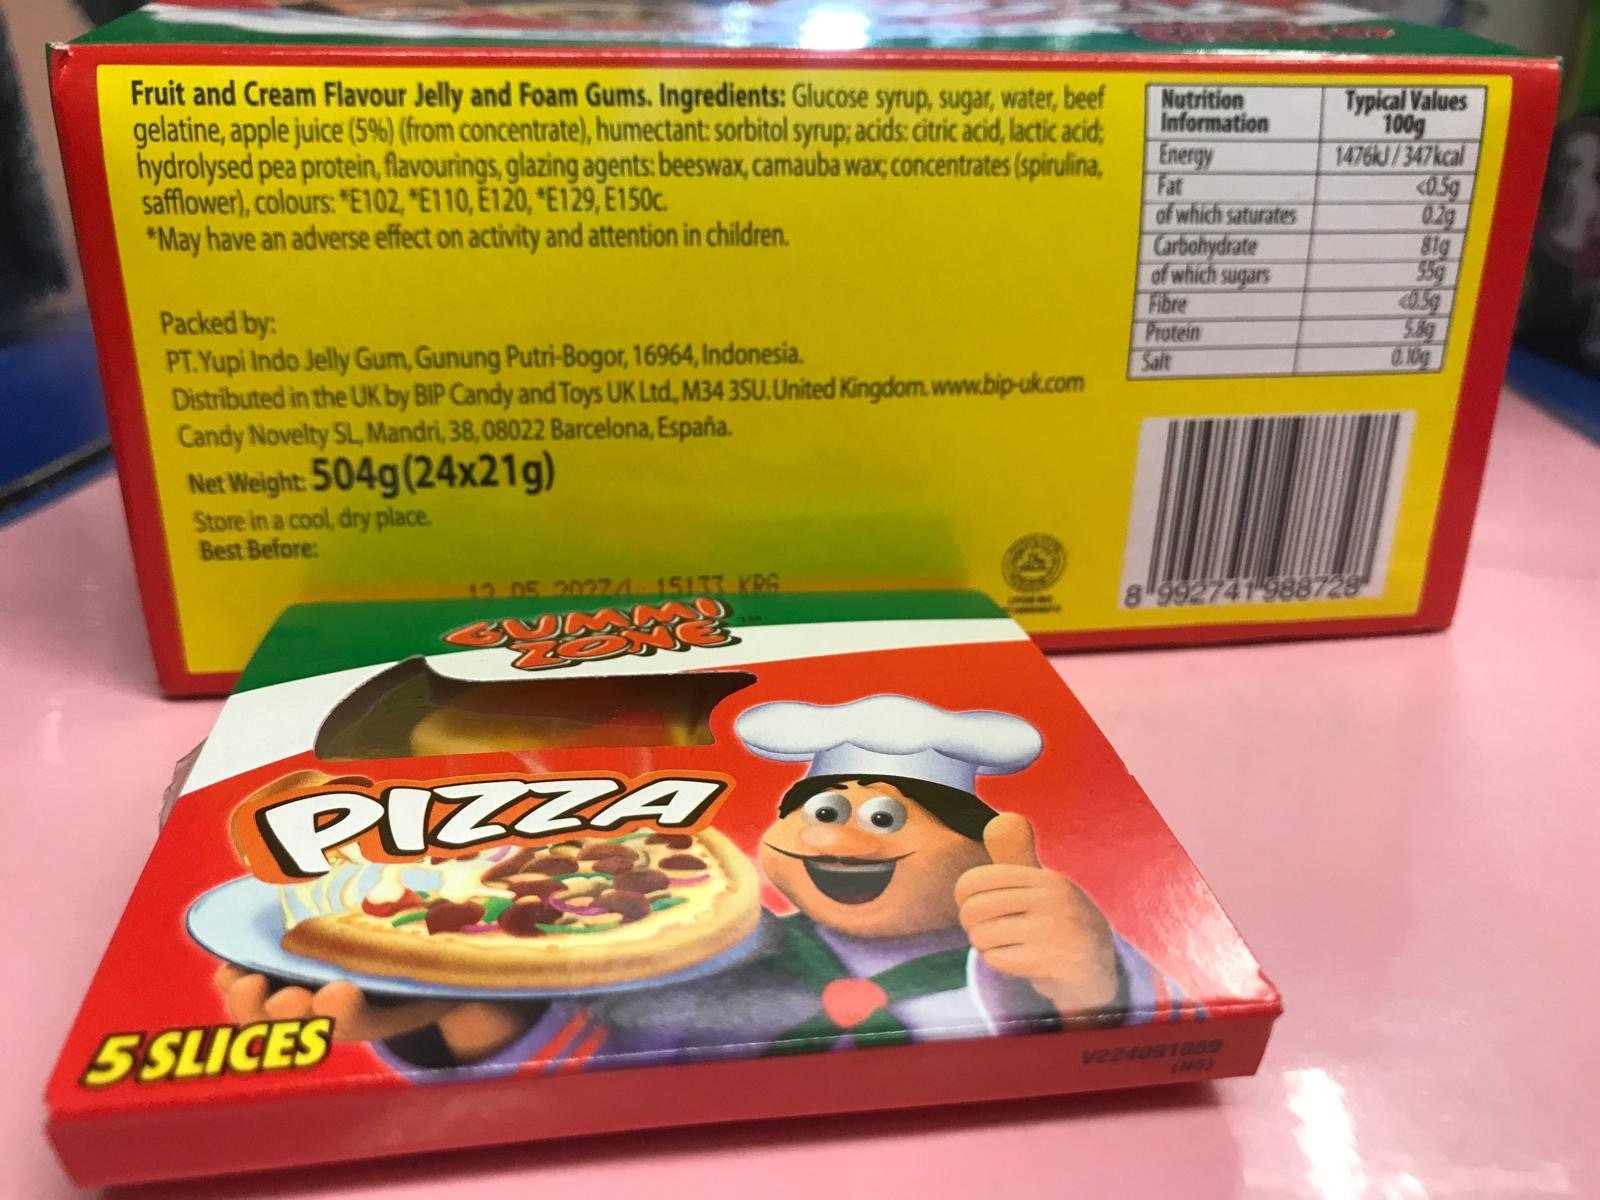 Fruit and Cream Flavour Jelly and Foam Gums. Ingredients: Glucose syrup, sugar, water, beef
gelatine, apple juice (5%) (from concentrate), humectant: sorbitol syrup; acids: citric acid, lactic acid;
hydrolysed pea protein, flavourings, glazing agents: beeswax, carnauba wax; concentrates (spirulina,
safflower), colours: *E102, *E110, E120, *E129, E150c.
*May have an adverse effect on activity and attention in children.
Packed by:
PT. Yupi Indo Jelly Gum, Gunung Putri-Bogor, 16964, Indonesia.
Distributed in the UK by BIP Candy and Toys UK Ltd., M34 3SU. United Kingdom. www.bip-uk.com
Candy Novelty SL, Mandri, 38, 08022 Barcelona, España.
Net Weight: 504g (24x21g)
Store in a cool, dry place.
Best Before:
15133 KRG
Nutrition Information Typical Values 100g
Energy 1476kJ / 347kcal
Fat <0.5g
of which saturates 0.2g
Carbohydrate 81g
of which sugars 55g
Fibre <0.5g
Protein 5.8g
Salt 0.10g
8 992741 988728
GUMMI
ZONE™
PIZZA
5 SLICES
V224091059
(NS)